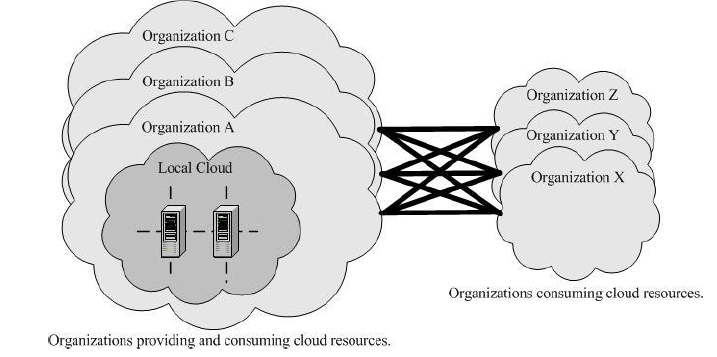 Organization C
Organization B
Organization A
Local Cloud
Organization Z
Organization Y
Organization X
Organizations consuming cloud resources.
Organizations providing and consuming cloud resources.